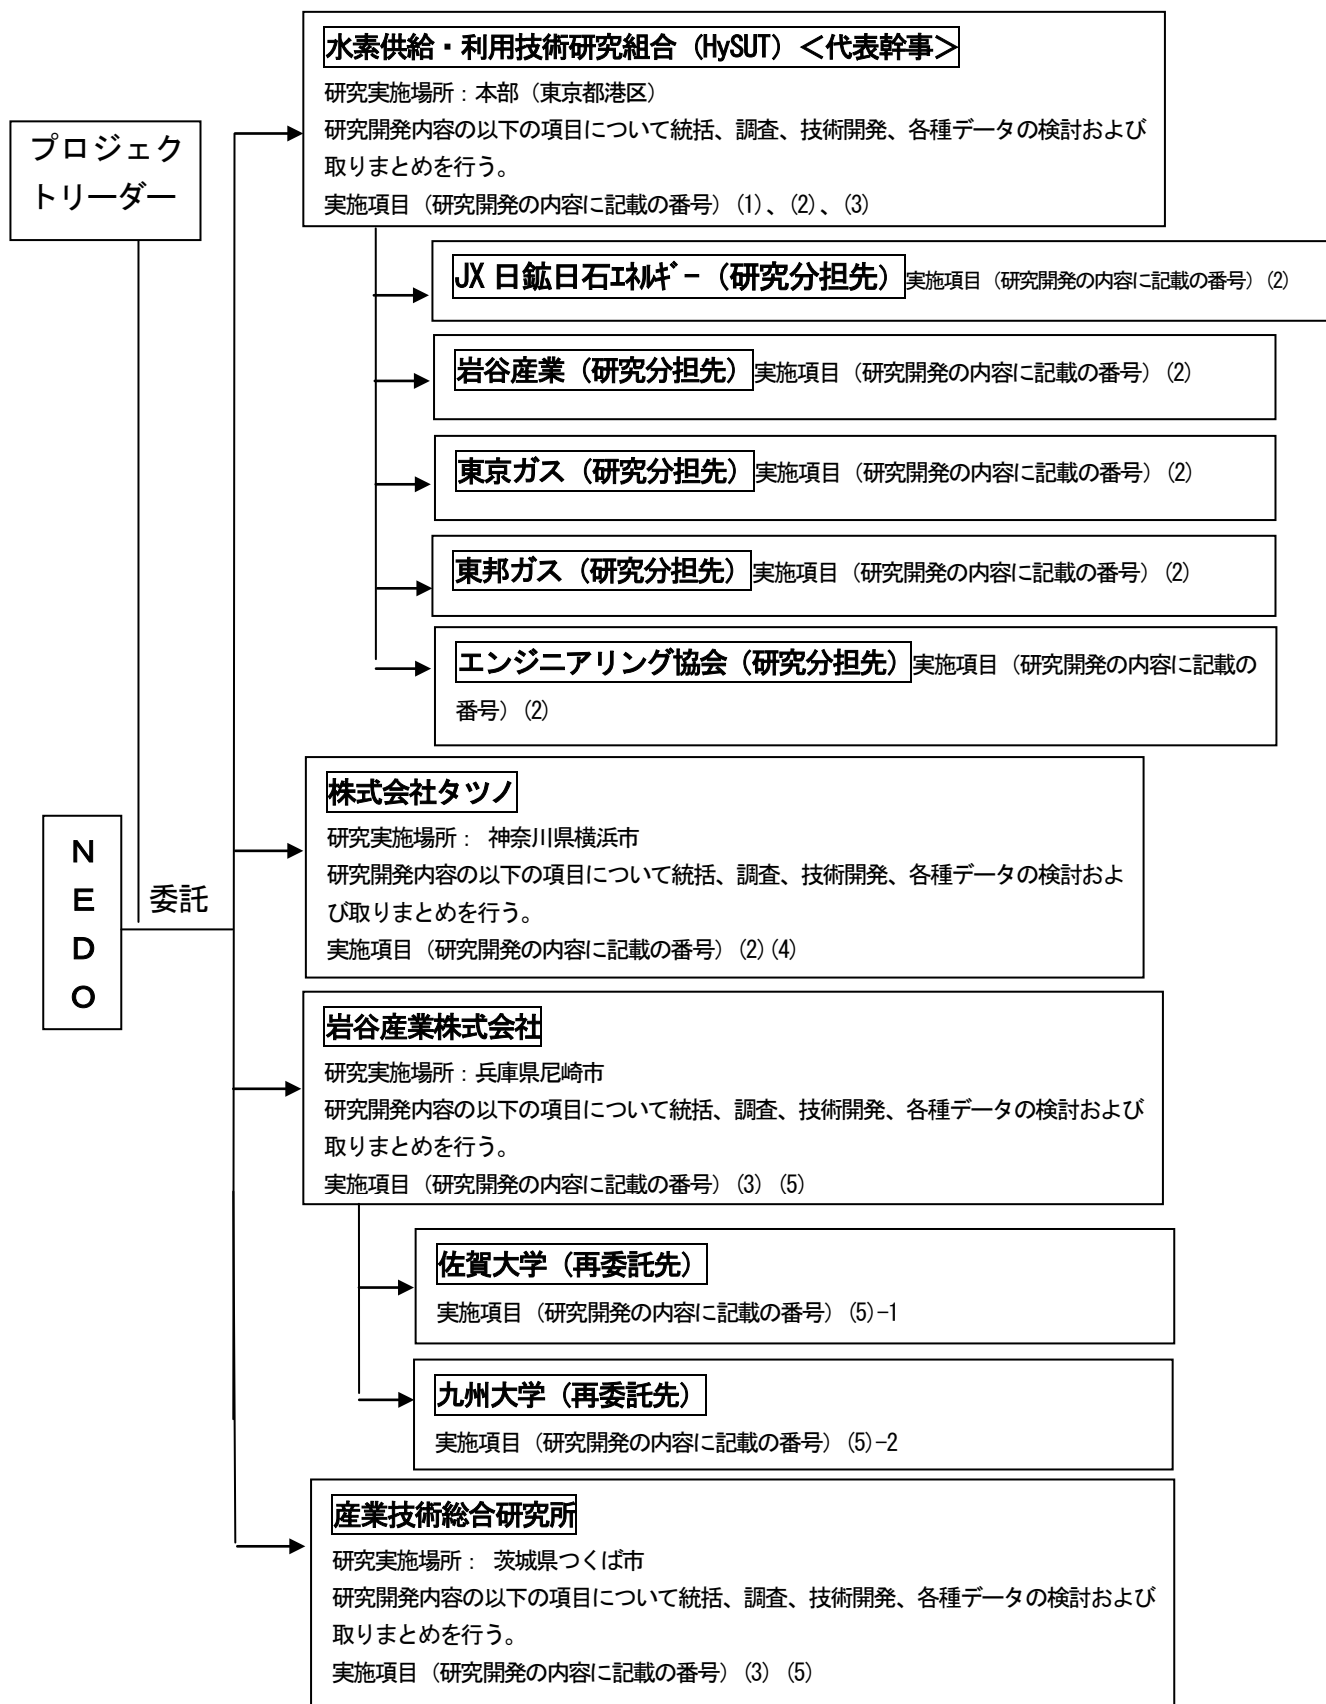 水素供給・利用技術研究組合（HySUT）＜代表幹事＞
研究実施場所：本部（東京都港区）
研究開発内容の以下の項目について統括、調査、技術開発、各種データの検討および
取りまとめを行う。
実施項目（研究開発の内容に記載の番号）(1)、(2)、(3)
プロジェク
トリーダー
JX 日鉱日石ｴﾈﾙｷﾞｰ（研究分担先）実施項目（研究開発の内容に記載の番号）(2)
岩谷産業（研究分担先）実施項目（研究開発の内容に記載の番号）(2)
東京ガス（研究分担先）実施項目（研究開発の内容に記載の番号）(2)
東邦ガス（研究分担先）実施項目（研究開発の内容に記載の番号）(2)
エンジニアリング協会（研究分担先）実施項目（研究開発の内容に記載の
番号）(2)
株式会社タツノ
研究実施場所： 神奈川県横浜市
研究開発内容の以下の項目について統括、調査、技術開発、各種データの検討およ
び取りまとめを行う。
実施項目（研究開発の内容に記載の番号）(2)(4)
Ｎ
Ｅ
Ｄ
Ｏ
委託
岩谷産業株式会社
研究実施場所：兵庫県尼崎市
研究開発内容の以下の項目について統括、調査、技術開発、各種データの検討および
取りまとめを行う。
実施項目（研究開発の内容に記載の番号）(3) (5)
佐賀大学（再委託先）
実施項目（研究開発の内容に記載の番号）(5)-1
九州大学（再委託先）
実施項目（研究開発の内容に記載の番号）(5)-2
産業技術総合研究所
研究実施場所： 茨城県つくば市
研究開発内容の以下の項目について統括、調査、技術開発、各種データの検討および
取りまとめを行う。
実施項目（研究開発の内容に記載の番号）(3) (5)